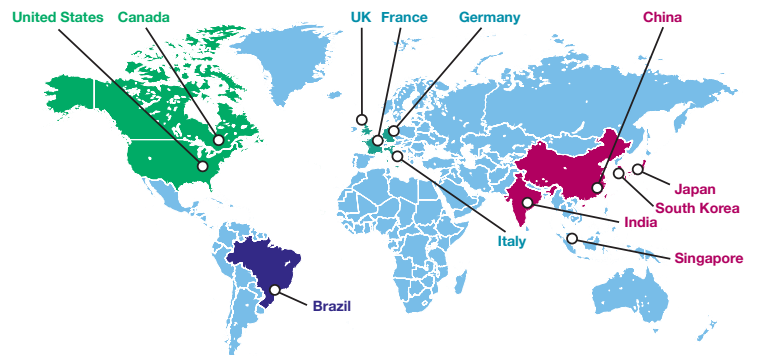 United States
Canada
UK
France
Germany
China
Japan
South Korea
India
Italy
Singapore
Brazil